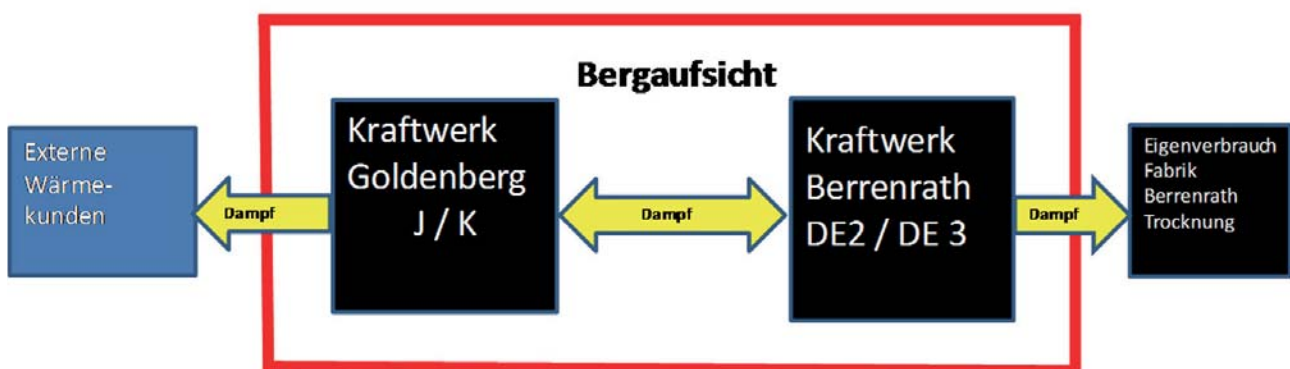 Bergaufsicht
Externe
Wärme-
kunden
Dampf
Kraftwerk
Goldenberg
J / K
Dampf
Kraftwerk
Berrenrath
DE2 / DE 3
Dampf
Eigenverbrauch
Fabrik
Berrenrath
Trocknung